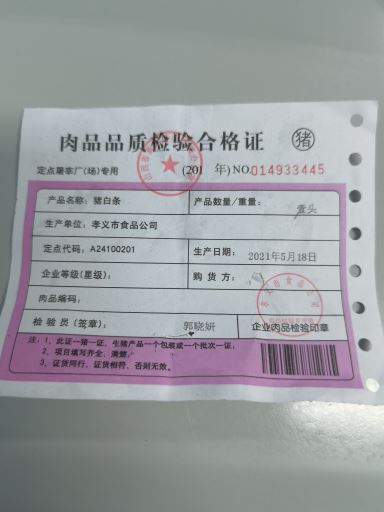 肉品品质检验合格证 猪
定点屠宰厂(场)专用 (201 年) NO.014933445
产品名称: 猪白条 产品数量/重量: 壹头
生产单位: 孝义市食品公司
定点代码: A24100201 生产日期: 2021年5月18日
企业等级(星级): 购货方:
肉品编码:
检验员(签章): 郭晓妍 企业肉品检验印章
注: 1、此证一猪一证、生猪产品一个包装或一个批次一证;
2、项目填写齐全、清楚;
3、证货同行、证货相符、否则无效。